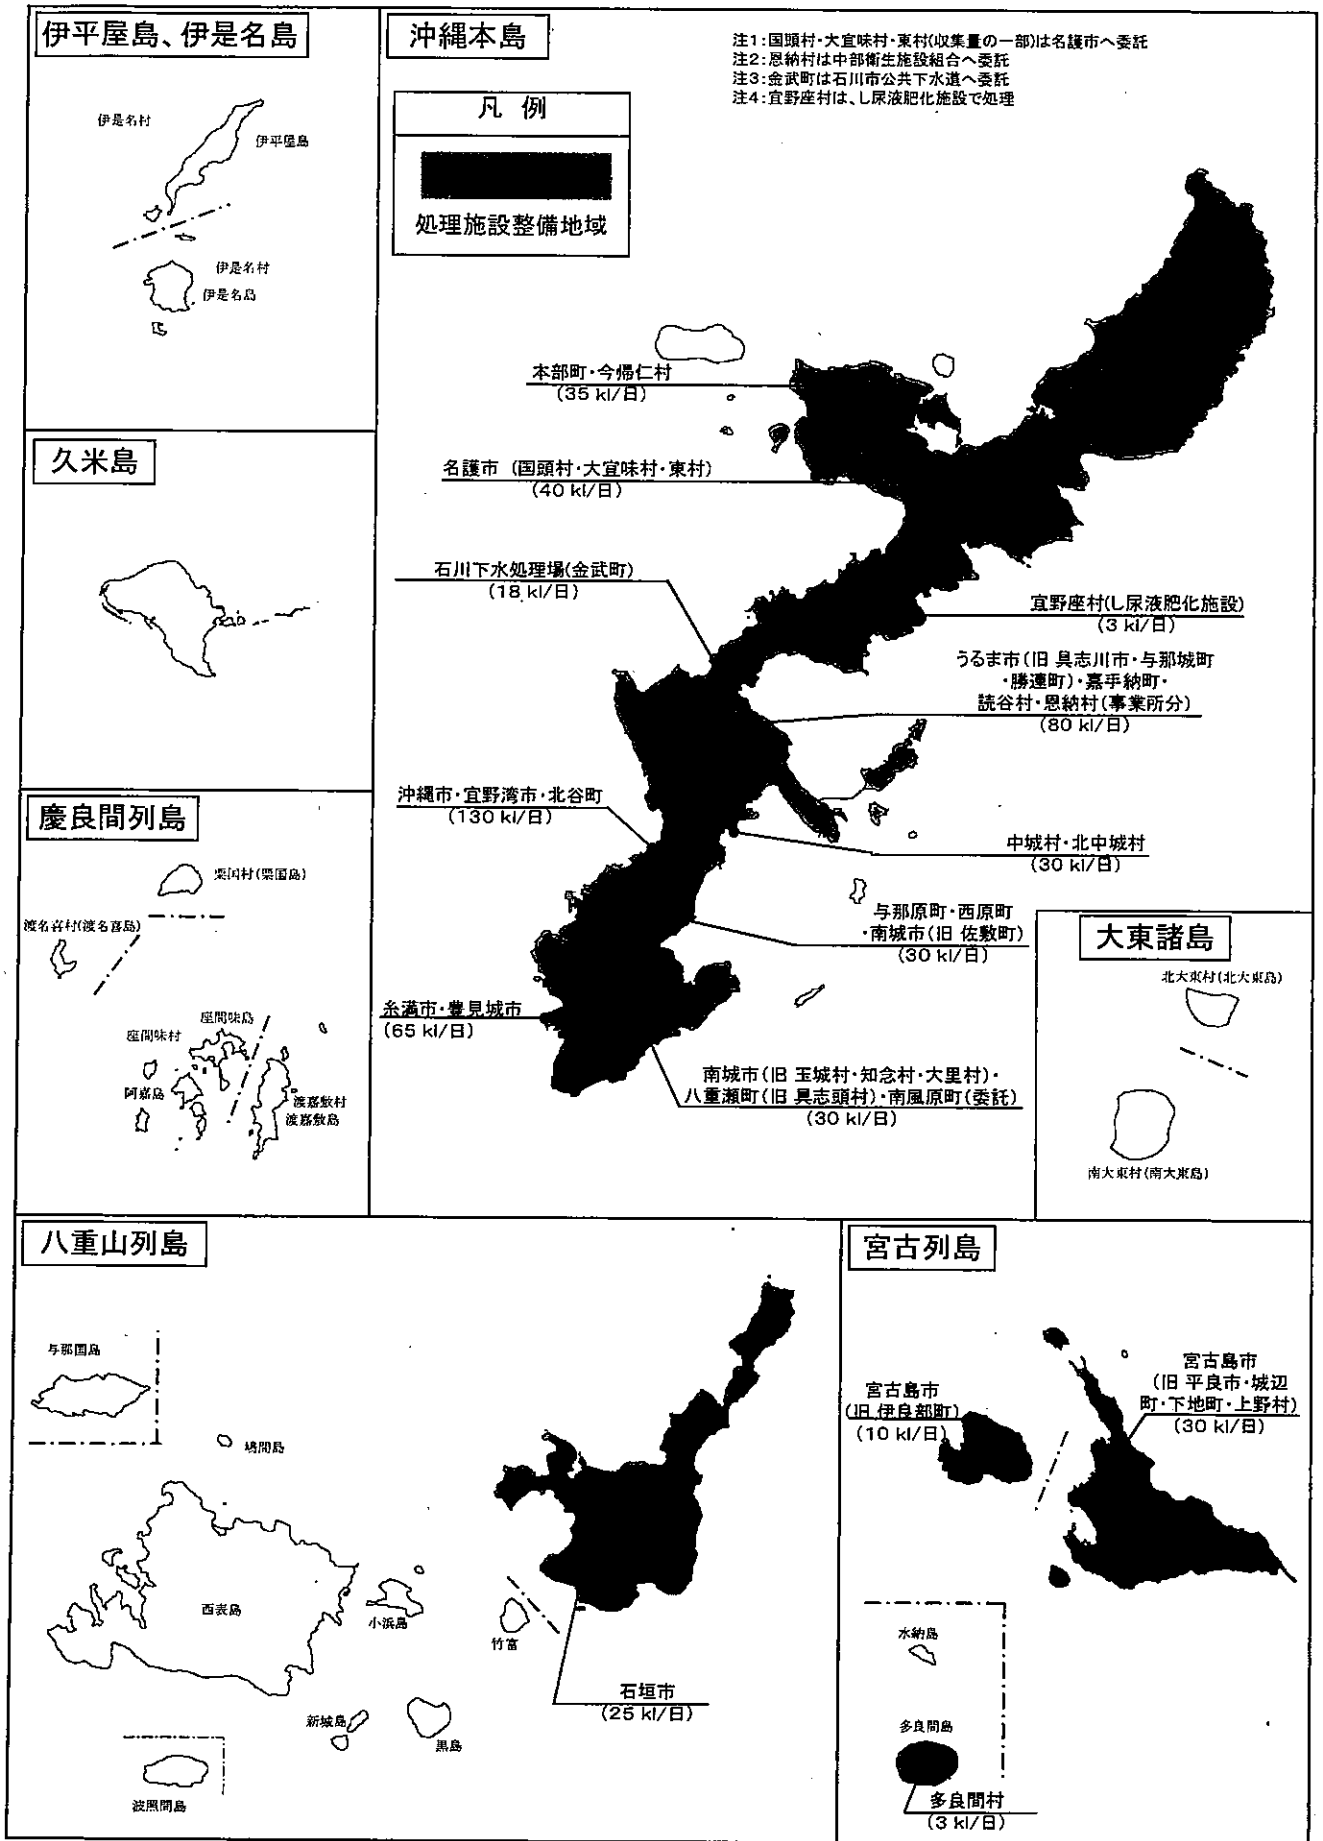 伊平屋島、伊是名島
伊是名村
伊平屋島
伊是名村
伊是名島
久米島
慶良間列島
粟国村(粟国島)
渡名喜村(渡名喜島)
座間味島
座間味村
阿嘉島
渡嘉敷村
渡嘉敷島
沖縄本島
注1:国頭村・大宜味村・東村(収集量の一部)は名護市へ委託
注2:恩納村は中部衛生施設組合へ委託
注3:金武町は石川市公共下水道へ委託
注4:宜野座村は、し尿液肥化施設で処理
凡 例
処理施設整備地域
本部町・今帰仁村
(35 kl/日)
名護市 (国頭村・大宜味村・東村)
(40 kl/日)
石川下水処理場(金武町)
(18 kl/日)
宜野座村(し尿液肥化施設)
(3 kl/日)
うるま市(旧 具志川市・与那城町
・勝連町)・嘉手納町・
読谷村・恩納村(事業所分)
(80 kl/日)
沖縄市・宜野湾市・北谷町
(130 kl/日)
中城村・北中城村
(30 kl/日)
与那原町・西原町
・南城市(旧 佐敷町)
(30 kl/日)
糸満市・豊見城市
(65 kl/日)
南城市(旧 玉城村・知念村・大里村)・
八重瀬町(旧 具志頭村)・南風原町(委託)
(30 kl/日)
大東諸島
北大東村(北大東島)
南大東村(南大東島)
八重山列島
与那国島
鳩間島
西表島
小浜島
竹富
新城島
黒島
波照間島
石垣市
(25 kl/日)
宮古列島
宮古島市
(旧 伊良部町)
(10 kl/日)
宮古島市
(旧 平良市・城辺
町・下地町・上野村)
(30 kl/日)
水納島
多良間島
多良間村
(3 kl/日)